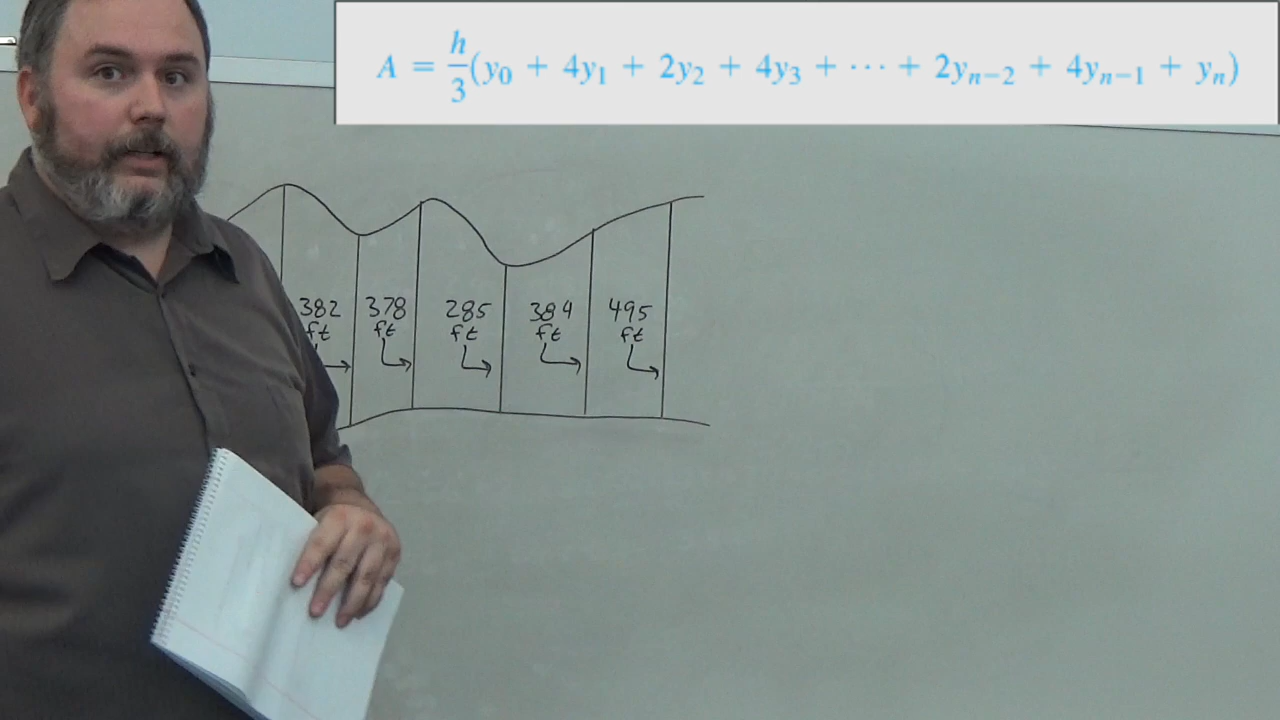 A = h/3(y₀ + 4y₁ + 2y₂ + 4y₃ + ··· + 2yₙ₋₂ + 4yₙ₋₁ + yₙ)
382 ft
378 ft
285 ft
384 ft
495 ft